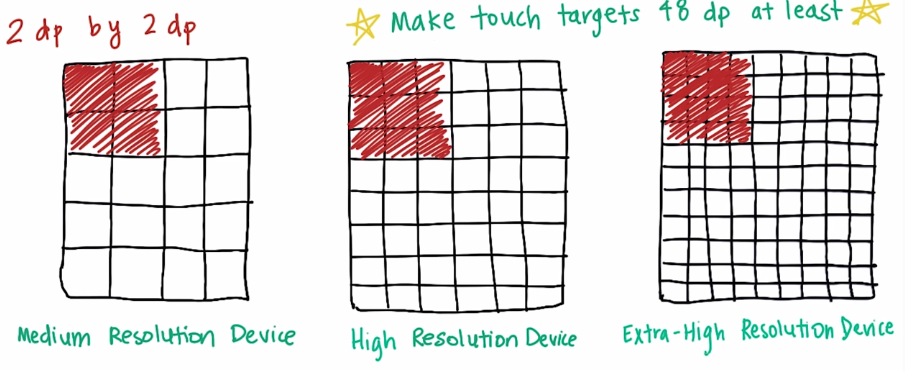 2 dp by 2 dp
Make touch targets 48 dp at least
Medium Resolution Device
High Resolution Device
Extra-High Resolution Device